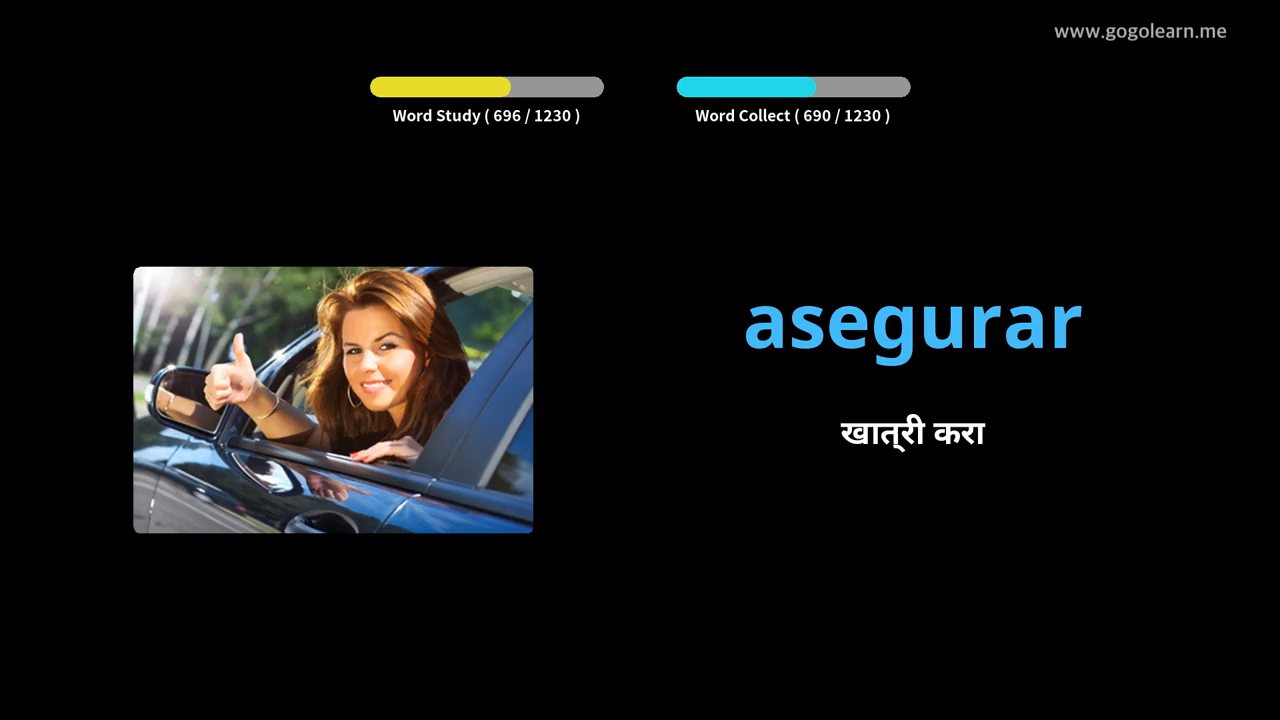 www.gogolearn.me
Word Study ( 696 / 1230 )
Word Collect ( 690 / 1230 )
asegurar
खात्री करा